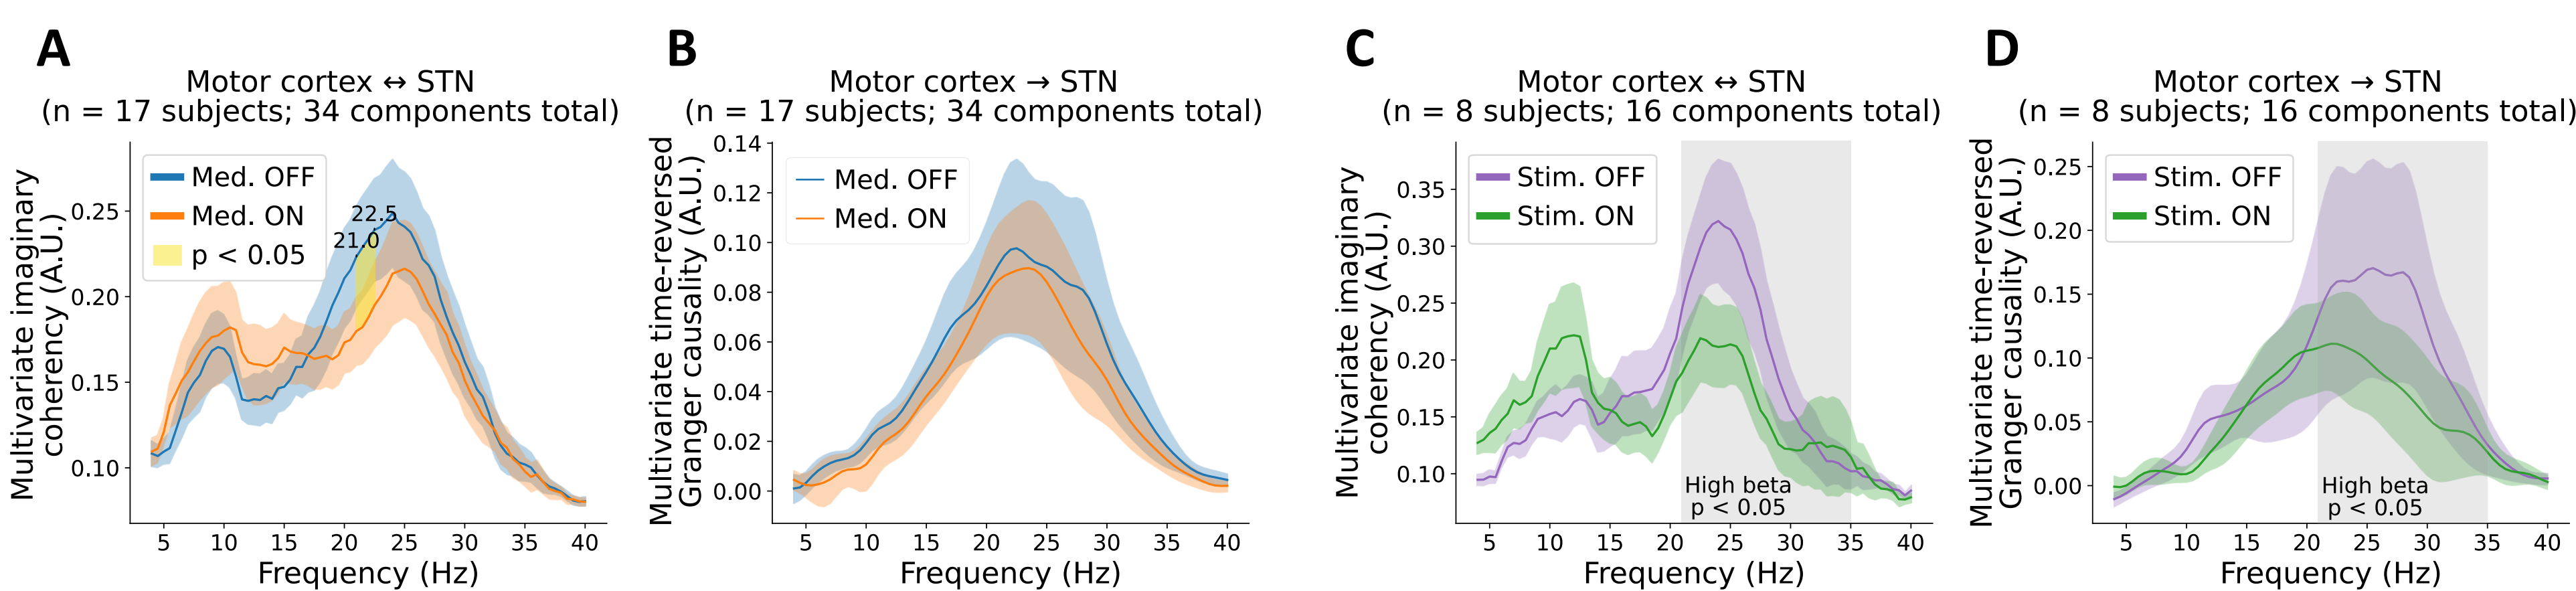 A
Motor cortex ↔ STN
(n = 17 subjects; 34 components total)
Multivariate imaginary
coherency (A.U.)
0.25
0.20
0.15
0.10
Med. OFF
Med. ON
p < 0.05
22.5
21.0
5 10 15 20 25 30 35 40
Frequency (Hz)
B
Motor cortex → STN
(n = 17 subjects; 34 components total)
Multivariate time-reversed
Granger causality (A.U.)
0.14
0.12
0.10
0.08
0.06
0.04
0.02
0.00
Med. OFF
Med. ON
5 10 15 20 25 30 35 40
Frequency (Hz)
C
Motor cortex ↔ STN
(n = 8 subjects; 16 components total)
Multivariate imaginary
coherency (A.U.)
0.35
0.30
0.25
0.20
0.15
0.10
Stim. OFF
Stim. ON
High beta
p < 0.05
5 10 15 20 25 30 35 40
Frequency (Hz)
D
Motor cortex → STN
(n = 8 subjects; 16 components total)
Multivariate time-reversed
Granger causality (A.U.)
0.25
0.20
0.15
0.10
0.05
0.00
Stim. OFF
Stim. ON
High beta
p < 0.05
5 10 15 20 25 30 35 40
Frequency (Hz)